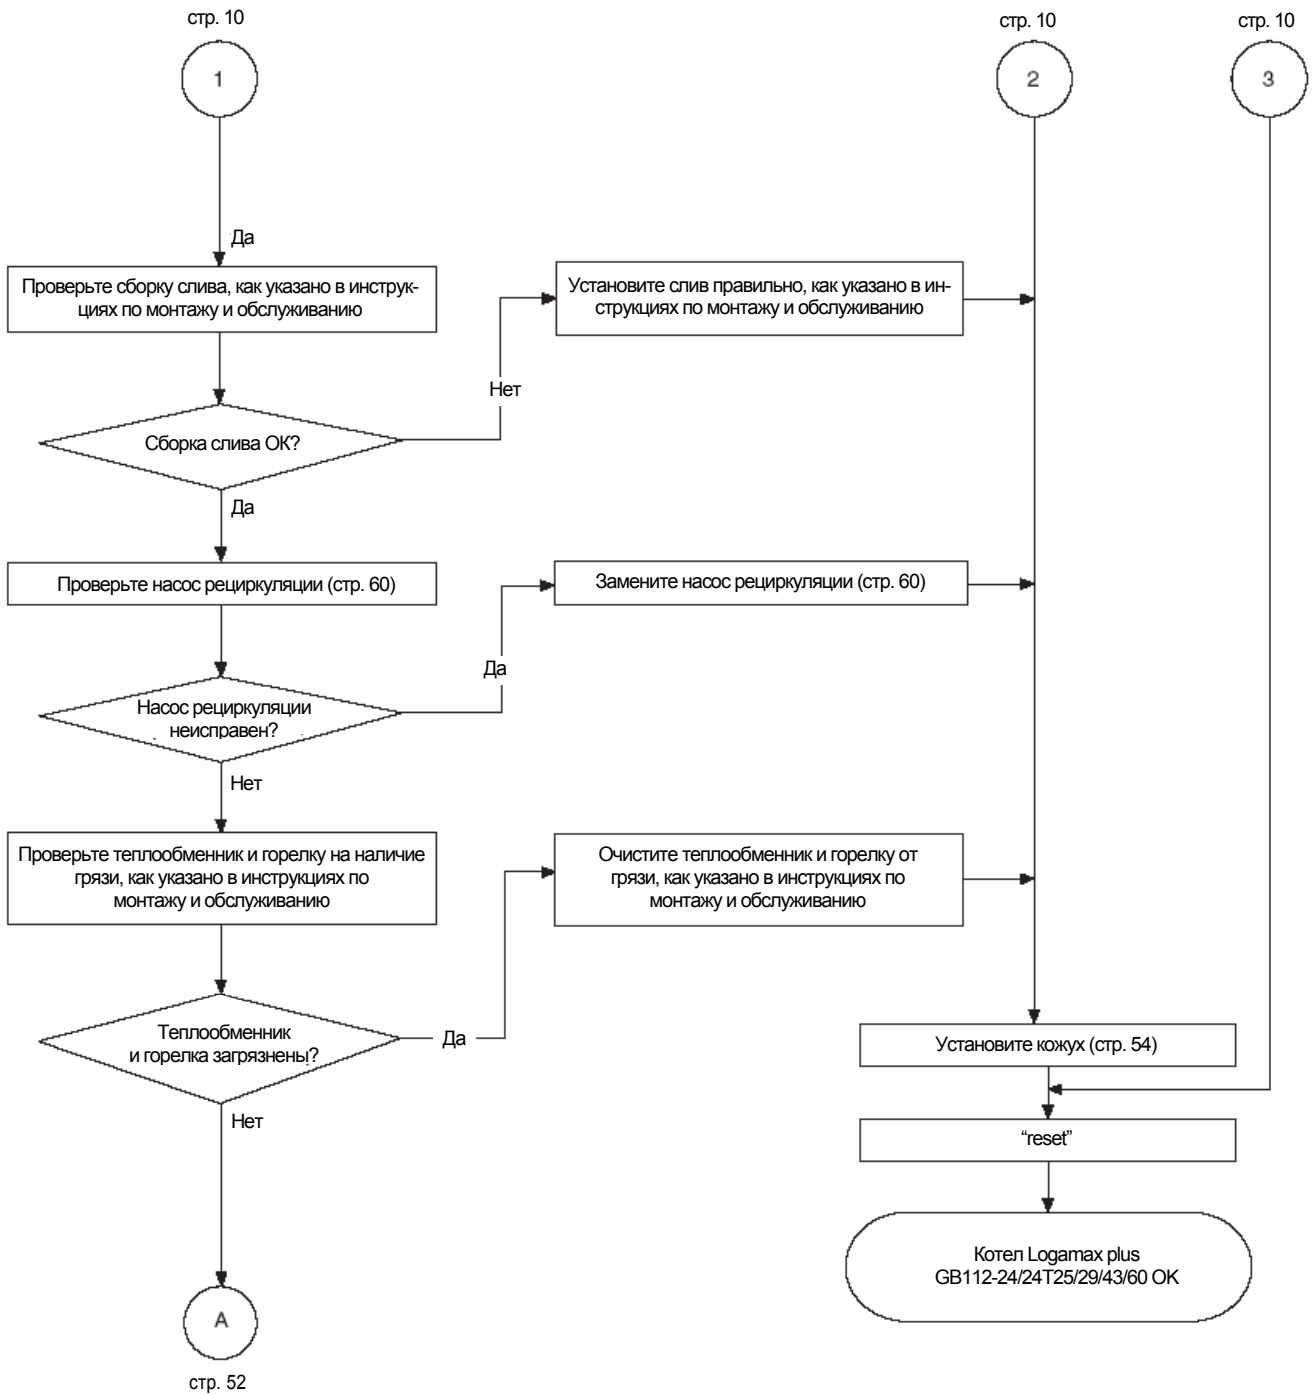 стр. 10
стр. 10
стр. 10
1
2
3
Да
Проверьте сборку слива, как указано в инструк-
циях по монтажу и обслуживанию
Установите слив правильно, как указано в ин-
струкциях по монтажу и обслуживанию
Нет
Сборка слива ОК?
Да
Проверьте насос рециркуляции (стр. 60)
Замените насос рециркуляции (стр. 60)
Да
Насос рециркуляции
неисправен?
Нет
Проверьте теплообменник и горелку на наличие
грязи, как указано в инструкциях по
монтажу и обслуживанию
Очистите теплообменник и горелку от
грязи, как указано в инструкциях по
монтажу и обслуживанию
Теплообменник
и горелка загрязнены?
Да
Установите кожух (стр. 54)
Нет
“reset”
Котел Logamax plus
GB112-24/24T25/29/43/60 OK
A
стр. 52